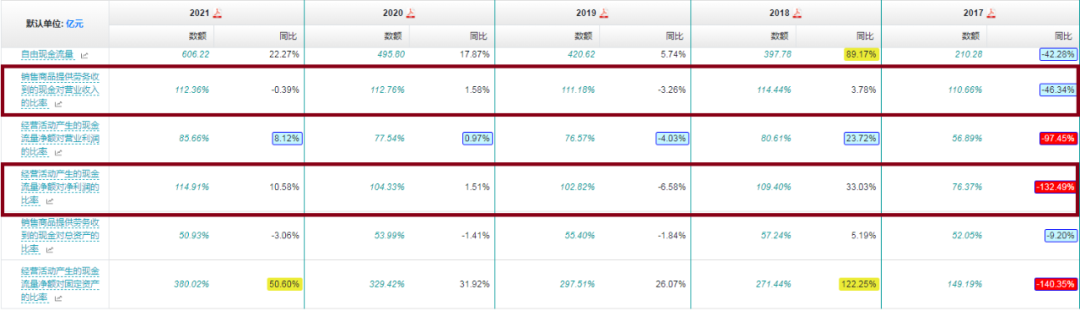 默认单位: 亿元 2021 2020 2019 2018 2017
数额 同比 数额 同比 数额 同比 数额 同比 数额 同比
自由现金流量 606.22 22.27% 495.80 17.87% 420.62 5.74% 397.78 89.17% 210.28 -42.28%
销售商品提供劳务收
到的现金对营业收入 112.36% -0.39% 112.76% 1.58% 111.18% -3.26% 114.44% 3.78% 110.66% -46.34%
的比率
经营活动产生的现金
流量净额对营业利润 85.66% 8.12% 77.54% 0.97% 76.57% -4.03% 80.61% 23.72% 56.89% -97.45%
的比率
经营活动产生的现金
流量净额对净利润的 114.91% 10.58% 104.33% 1.51% 102.82% -6.58% 109.40% 33.03% 76.37% -132.49%
比率
销售商品提供劳务收
到的现金对总资产的 50.93% -3.06% 53.99% -1.41% 55.40% -1.84% 57.24% 5.19% 52.05% -9.20%
比率
经营活动产生的现金
流量净额对固定资产 380.02% 50.60% 329.42% 31.92% 297.51% 26.07% 271.44% 122.25% 149.19% -140.35%
的比率